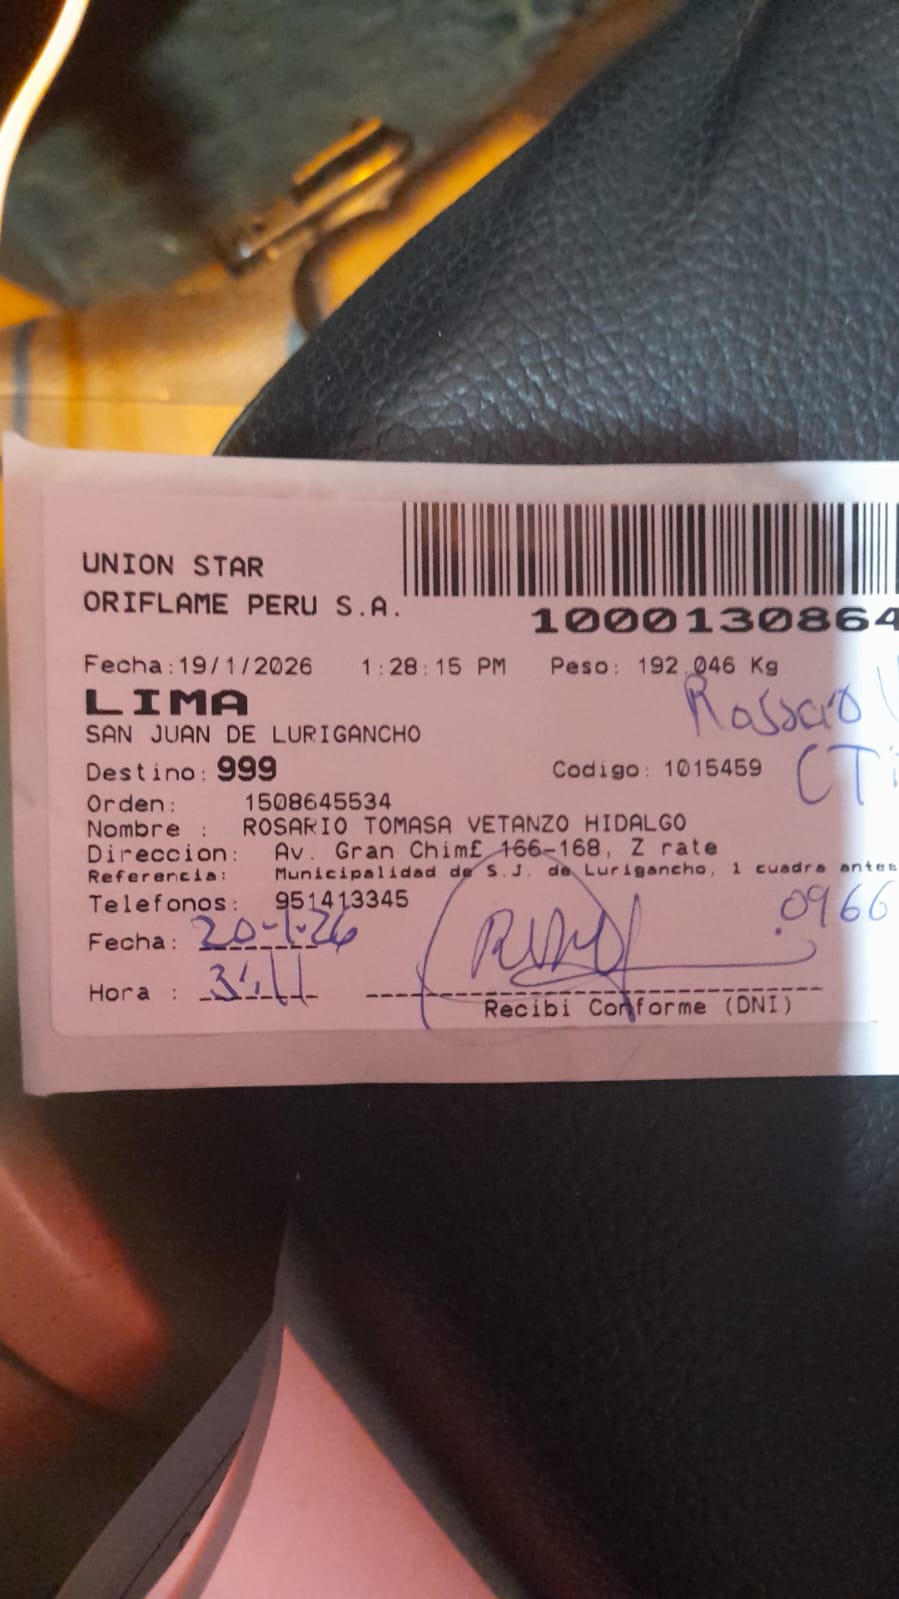 UNION STAR
ORIFLAME PERU S.A.
1000130864
Fecha:19/1/2026 1:28:15 PM Peso: 192.046 Kg
LIMA
Rossario
SAN JUAN DE LURIGANCHO
Destino: 999 Codigo: 1015459
Orden: 1508645534
Nombre : ROSARIO TOMASA VETANZO HIDALGO
Direccion: Av. Gran Chim£ 166-168, Z rate
Referencia: Municipalidad de S.J. de Lurigancho, 1 cuadra antes
Telefonos: 951413345
0966
Fecha: 20-1-26
Hora : 3:11
Recibi Conforme (DNI)